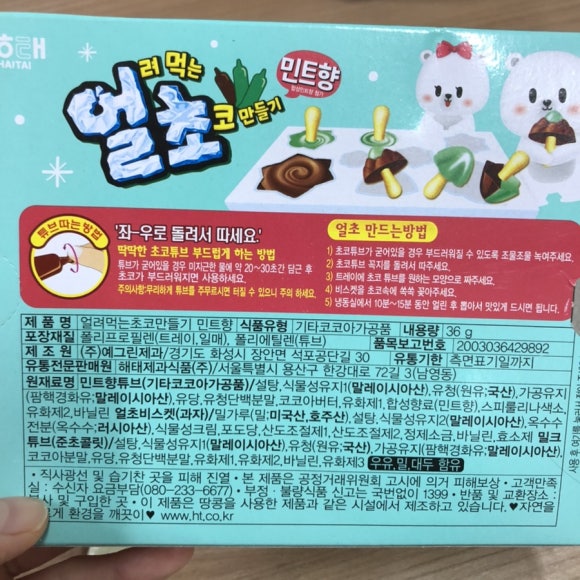 해태
HAITAI
얼려 먹는
초코 만들기
민트향
합성민트향 첨가
튜브따는 방법
'좌-우로 돌려서 따세요.'
딱딱한 초코튜브 부드럽게 하는 방법
튜브가 굳어있을 경우 미지근한 물에 약 20~30초간 담근 후
초코가 부드러워지면 사용하세요.
주의사항:무리하게 튜브를 주무르시면 터질 수 있으니 주의 하세요.
얼초 만드는방법
1) 초코튜브가 굳어있을 경우 부드러워질 수 있도록 조물조물 녹여주세요.
2) 초코튜브 꼭지를 돌려서 따주세요.
3) 트레이에 초코 튜브를 원하는 모양으로 짜주세요.
4) 비스켓을 초코속에 쏙쏙 꽂아주세요.
5) 냉동실에서 10분~15분 동안 얼린 후 뽑아서 맛있게 드시면 됩니다.
제 품 명 얼려먹는초코만들기 민트향 식품유형 기타코코아가공품 내용량 36 g
포장재질 폴리프로필렌(트레이,일매), 폴리에틸렌(튜브) 품목보고번호 2003036429892
제 조 원 (주)예그린제과/경기도 화성시 장안면 석포공단길 30 유통기한 측면표기일까지
유통전문판매원 해태제과식품(주)/서울특별시 용산구 한강대로 72길 3(남영동)
원재료명 민트향튜브(기타코코아가공품)/설탕,식물성유지1(말레이시아산),유청(원유:국산),가공유지
(팜핵경화유;말레이시아산),유당,유청단백분말,코코아버터,유화제1,합성향료(민트향),스피룰리나색소,
유화제2,바닐린 얼초비스켓(과자)/밀가루(밀:미국산,호주산),설탕,식물성유지2(말레이시아산),옥수수
전분(옥수수:러시아산),식물성크림,포도당,산도조절제1,산도조절제2,정제소금,바닐린,효소제 밀크
튜브(준초콜릿)/설탕,식물성유지1(말레이시아산),유청(원유:국산),가공유지(팜핵경화유;말레이시아산),
코코아분말,유당,유청단백분말,유화제1,유화제2,바닐린,유화제3 우유,밀,대두 함유
• 직사광선 및 습기찬 곳을 피해 진열 • 본 제품은 공정거래위원회 고시에 의거 피해보상 • 고객만족
실 : 수신자 요금부담(080-233-6677) • 부정·불량식품 신고는 국번없이 1399 • 반품 및 교환장소 :
사 및 구입한 곳 • 이 제품은 땅콩을 사용한 제품과 같은 시설에서 제조하고 있습니다.♥자연을
환경을 깨끗이♥ www.ht.co.kr